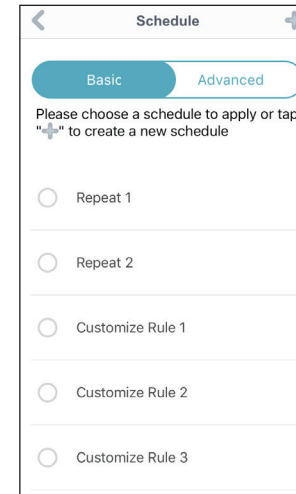 Schedule
Basic Advanced
Please choose a schedule to apply or tap
"+" to create a new schedule
Repeat 1
Repeat 2
Customize Rule 1
Customize Rule 2
Customize Rule 3